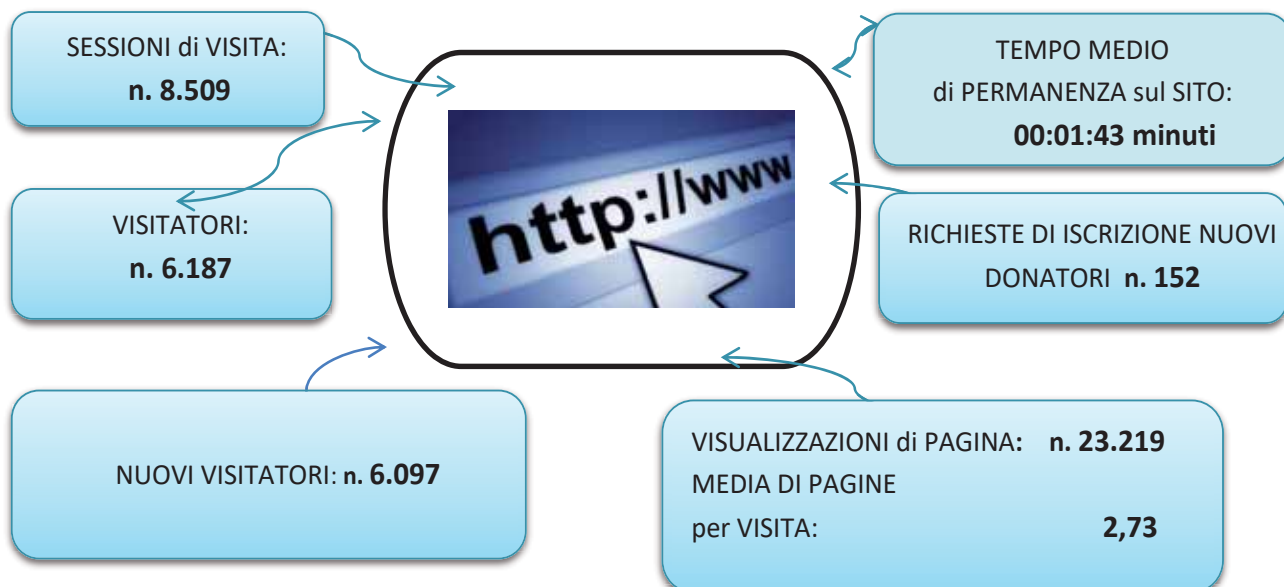 SESSIONI di VISITA:
n. 8.509
TEMPO MEDIO
di PERMANENZA sul SITO:
00:01:43 minuti
http://www
VISITATORI:
n. 6.187
RICHIESTE DI ISCRIZIONE NUOVI
DONATORI n. 152
NUOVI VISITATORI: n. 6.097
VISUALIZZAZIONI di PAGINA: n. 23.219
MEDIA DI PAGINE
per VISITA: 2,73